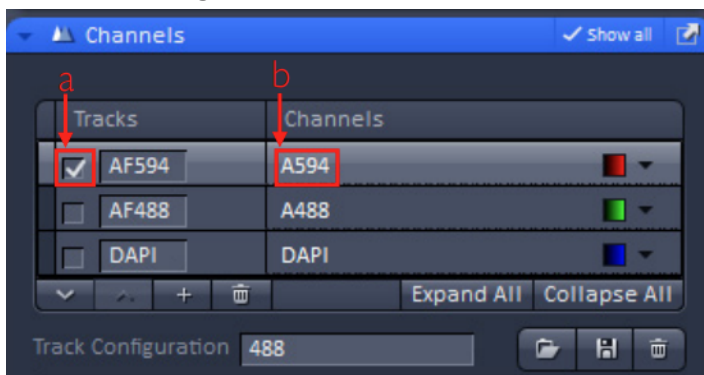 Channels ✓ Show all
a b
Tracks Channels
AF594 A594
AF488 A488
DAPI DAPI
Expand All Collapse All
Track Configuration 488